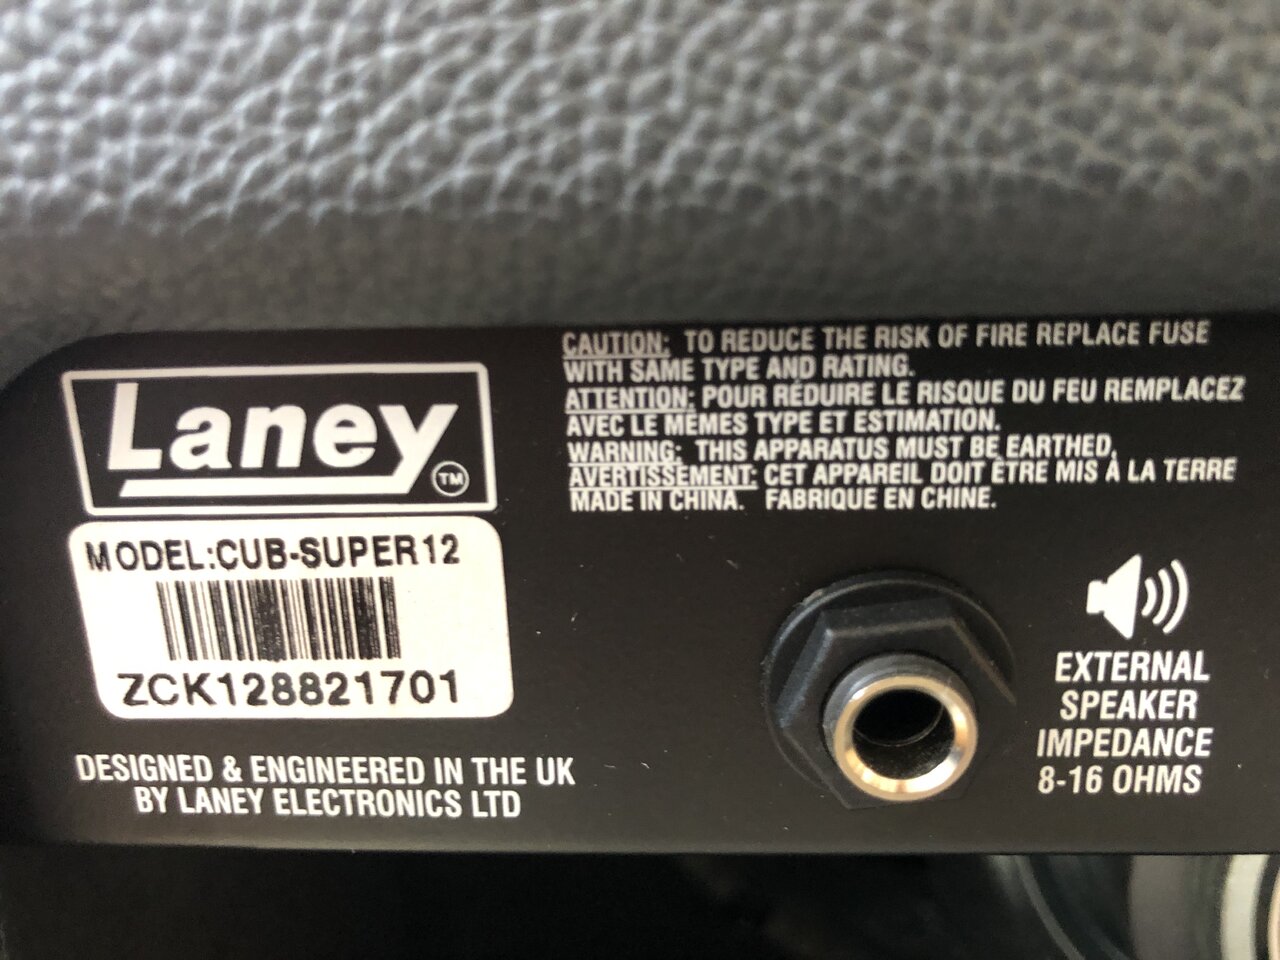 Laney
TM
MODEL:CUB-SUPER12
ZCK128821701
DESIGNED & ENGINEERED IN THE UK
BY LANEY ELECTRONICS LTD
CAUTION: TO REDUCE THE RISK OF FIRE REPLACE FUSE
WITH SAME TYPE AND RATING.
ATTENTION: POUR RÉDUIRE LE RISQUE DU FEU REMPLACEZ
AVEC LE MÊMES TYPE ET ESTIMATION.
WARNING: THIS APPARATUS MUST BE EARTHED,
AVERTISSEMENT: CET APPAREIL DOIT ÊTRE MIS À LA TERRE
MADE IN CHINA. FABRIQUE EN CHINE.
EXTERNAL
SPEAKER
IMPEDANCE
8-16 OHMS